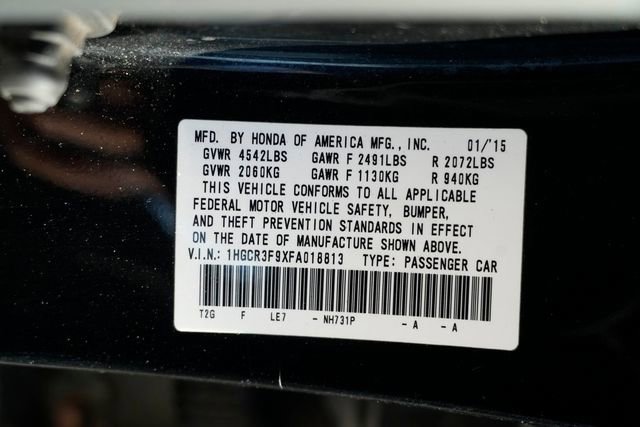 MFD. BY HONDA OF AMERICA MFG., INC. 01/'15
GVWR 4542LBS GAWR F 2491LBS R 2072LBS
GVWR 2060KG GAWR F 1130KG R 940KG
THIS VEHICLE CONFORMS TO ALL APPLICABLE
FEDERAL MOTOR VEHICLE SAFETY, BUMPER,
AND THEFT PREVENTION STANDARDS IN EFFECT
ON THE DATE OF MANUFACTURE SHOWN ABOVE.
V.I.N.: 1HGCR3F9XFA018813 TYPE: PASSENGER CAR
T2G F LE7 - NH731P - A - A